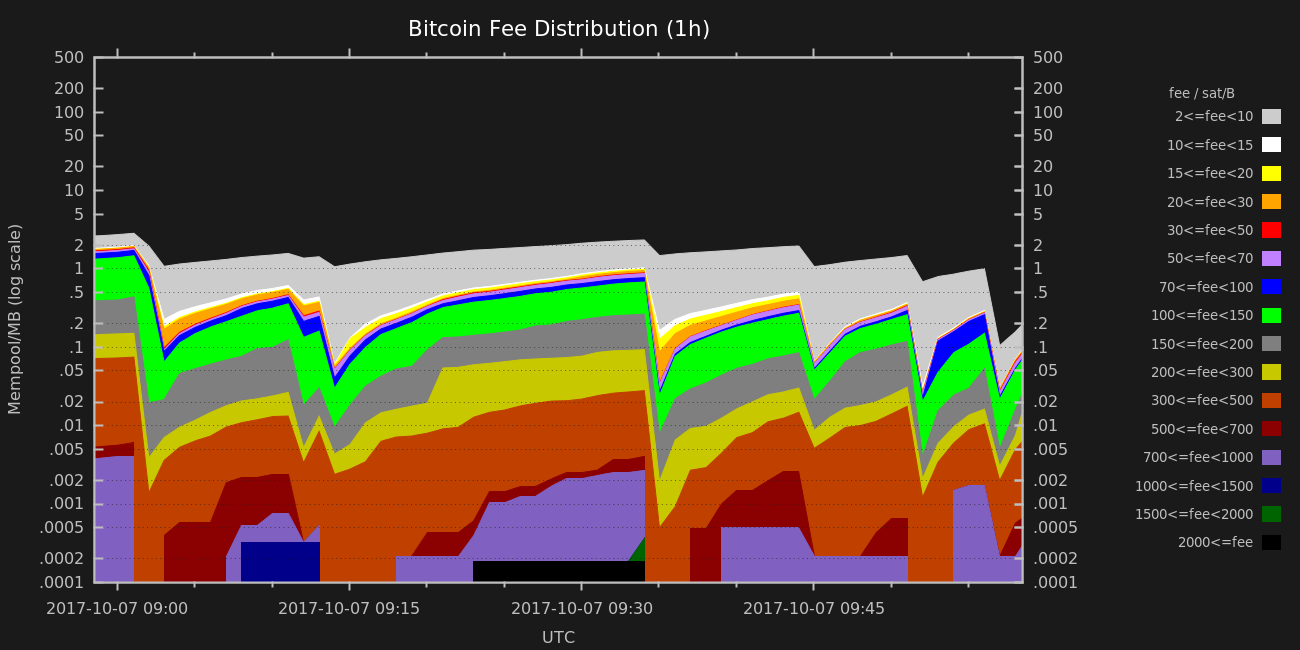 Bitcoin Fee Distribution (1h)
Mempool/MB (log scale)
500
200
100
50
20
10
5
2
1
.5
.2
.1
.05
.02
.01
.005
.002
.001
.0005
.0002
.0001
500
200
100
50
20
10
5
2
1
.5
.2
.1
.05
.02
.01
.005
.002
.001
.0005
.0002
.0001
2017-10-07 09:00
2017-10-07 09:15
2017-10-07 09:30
2017-10-07 09:45
UTC
fee / sat/B
2<=fee<10
10<=fee<15
15<=fee<20
20<=fee<30
30<=fee<50
50<=fee<70
70<=fee<100
100<=fee<150
150<=fee<200
200<=fee<300
300<=fee<500
500<=fee<700
700<=fee<1000
1000<=fee<1500
1500<=fee<2000
2000<=fee